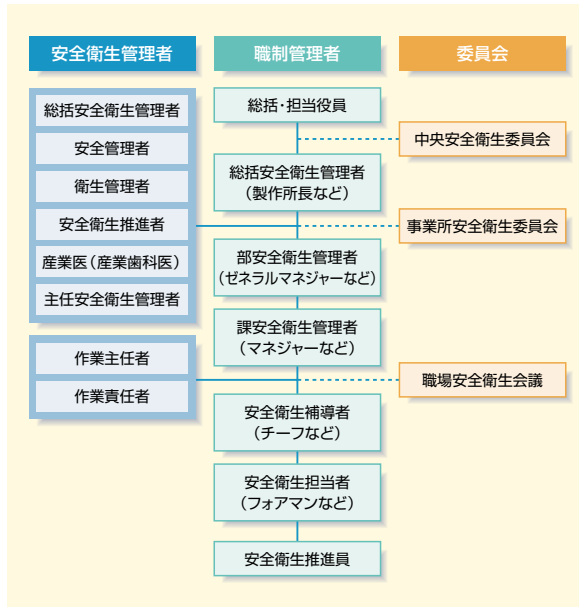 安全衛生管理者
職制管理者
委員会
総括安全衛生管理者
安全管理者
衛生管理者
安全衛生推進者
産業医(産業歯科医)
主任安全衛生管理者
作業主任者
作業責任者
総括・担当役員
総括安全衛生管理者
(製作所長など)
部安全衛生管理者
(ゼネラルマネジャーなど)
課安全衛生管理者
(マネジャーなど)
安全衛生補導者
(チーフなど)
安全衛生担当者
(フォアマンなど)
安全衛生推進員
中央安全衛生委員会
事業所安全衛生委員会
職場安全衛生会議